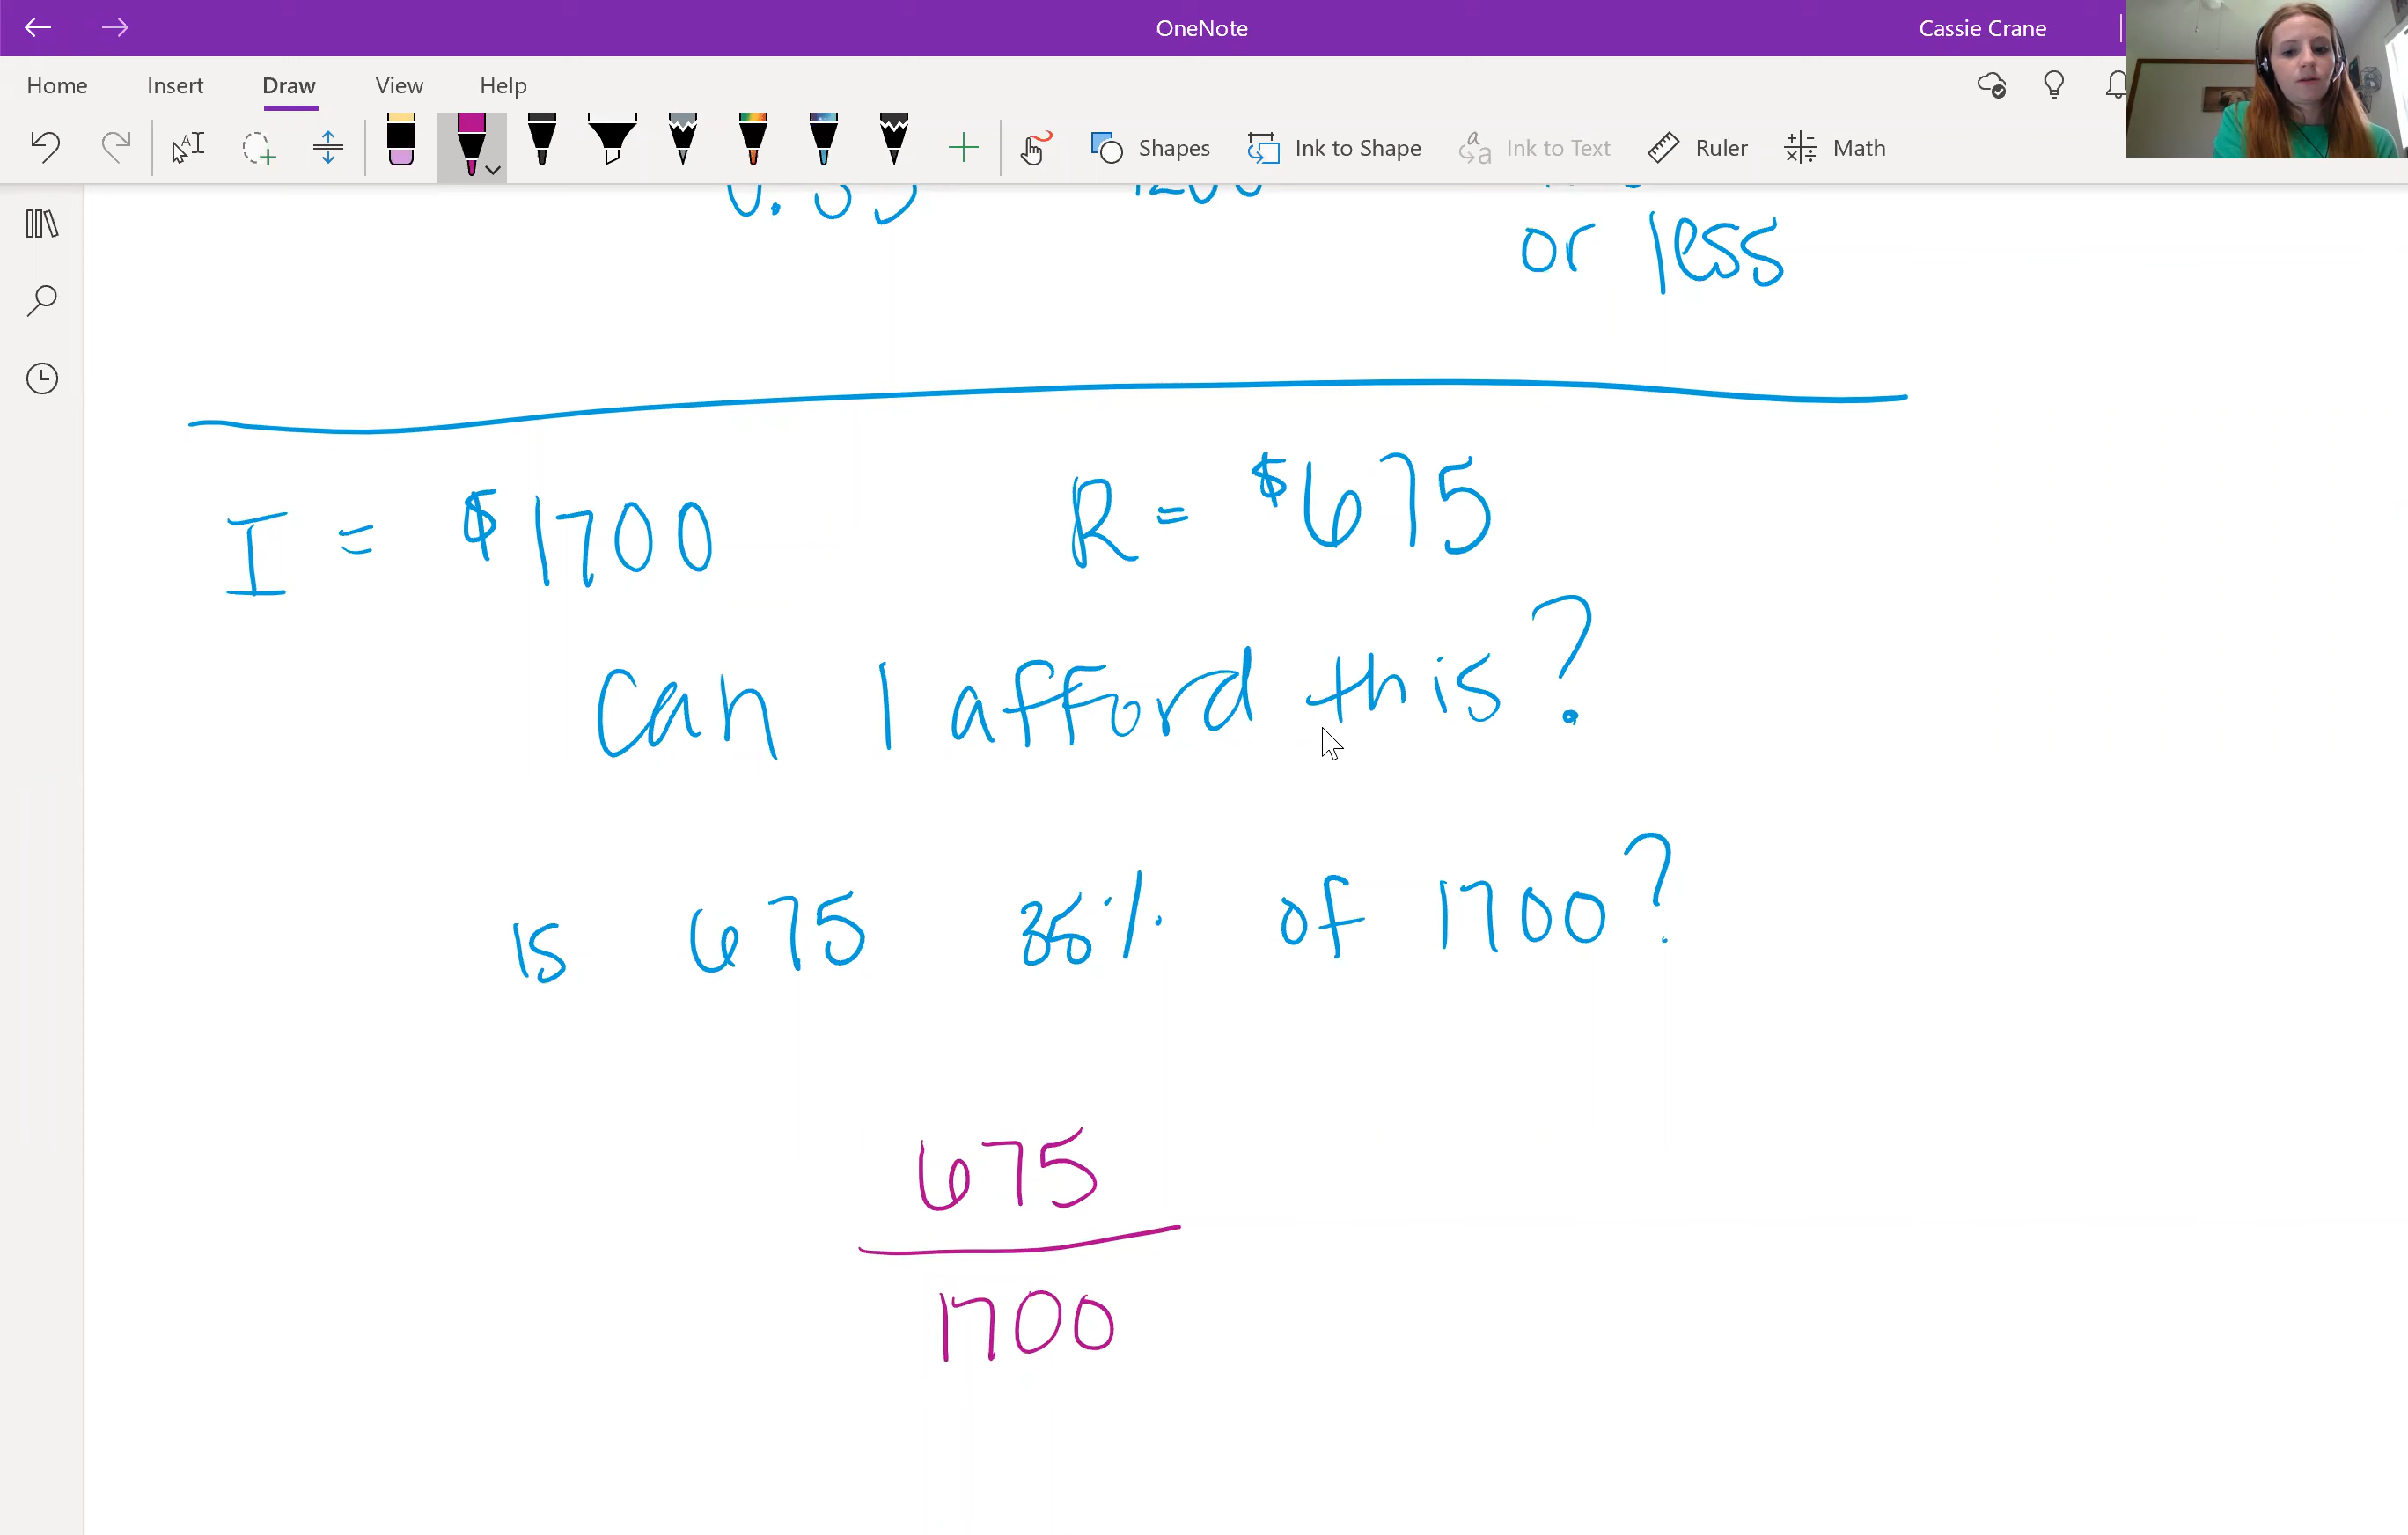 OneNote
Cassie Crane
Home Insert Draw View Help
Shapes Ink to Shape Ink to Text Ruler Math
or less
I = $1700 R = $675
Can I afford this?
is 675 35% of 1700?
675
1700